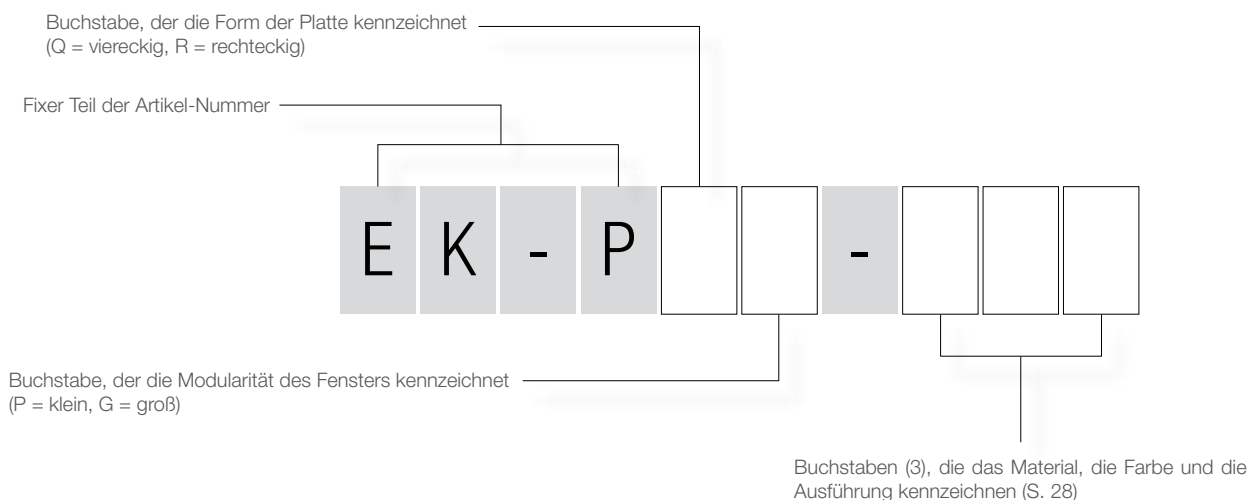 Buchstabe, der die Form der Platte kennzeichnet
(Q = viereckig, R = rechteckig)
Fixer Teil der Artikel-Nummer
E K - P -
Buchstabe, der die Modularität des Fensters kennzeichnet
(P = klein, G = groß)
Buchstaben (3), die das Material, die Farbe und die
Ausführung kennzeichnen (S. 28)